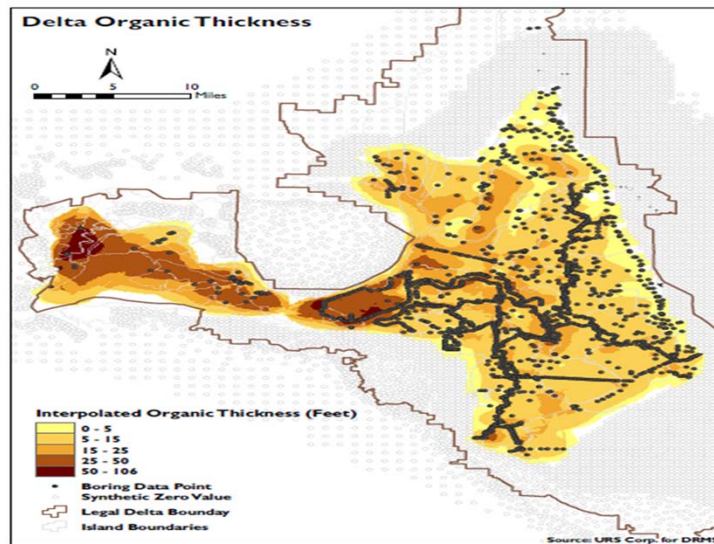 Delta Organic Thickness
N
0 5 10
Miles
Interpolated Organic Thickness (Feet)
0 - 5
5 - 15
15 - 25
25 - 50
50 - 106
Boring Data Point
Synthetic Zero Value
Legal Delta Bounday
Island Boundaries
Source: URS Corp. for DRMS